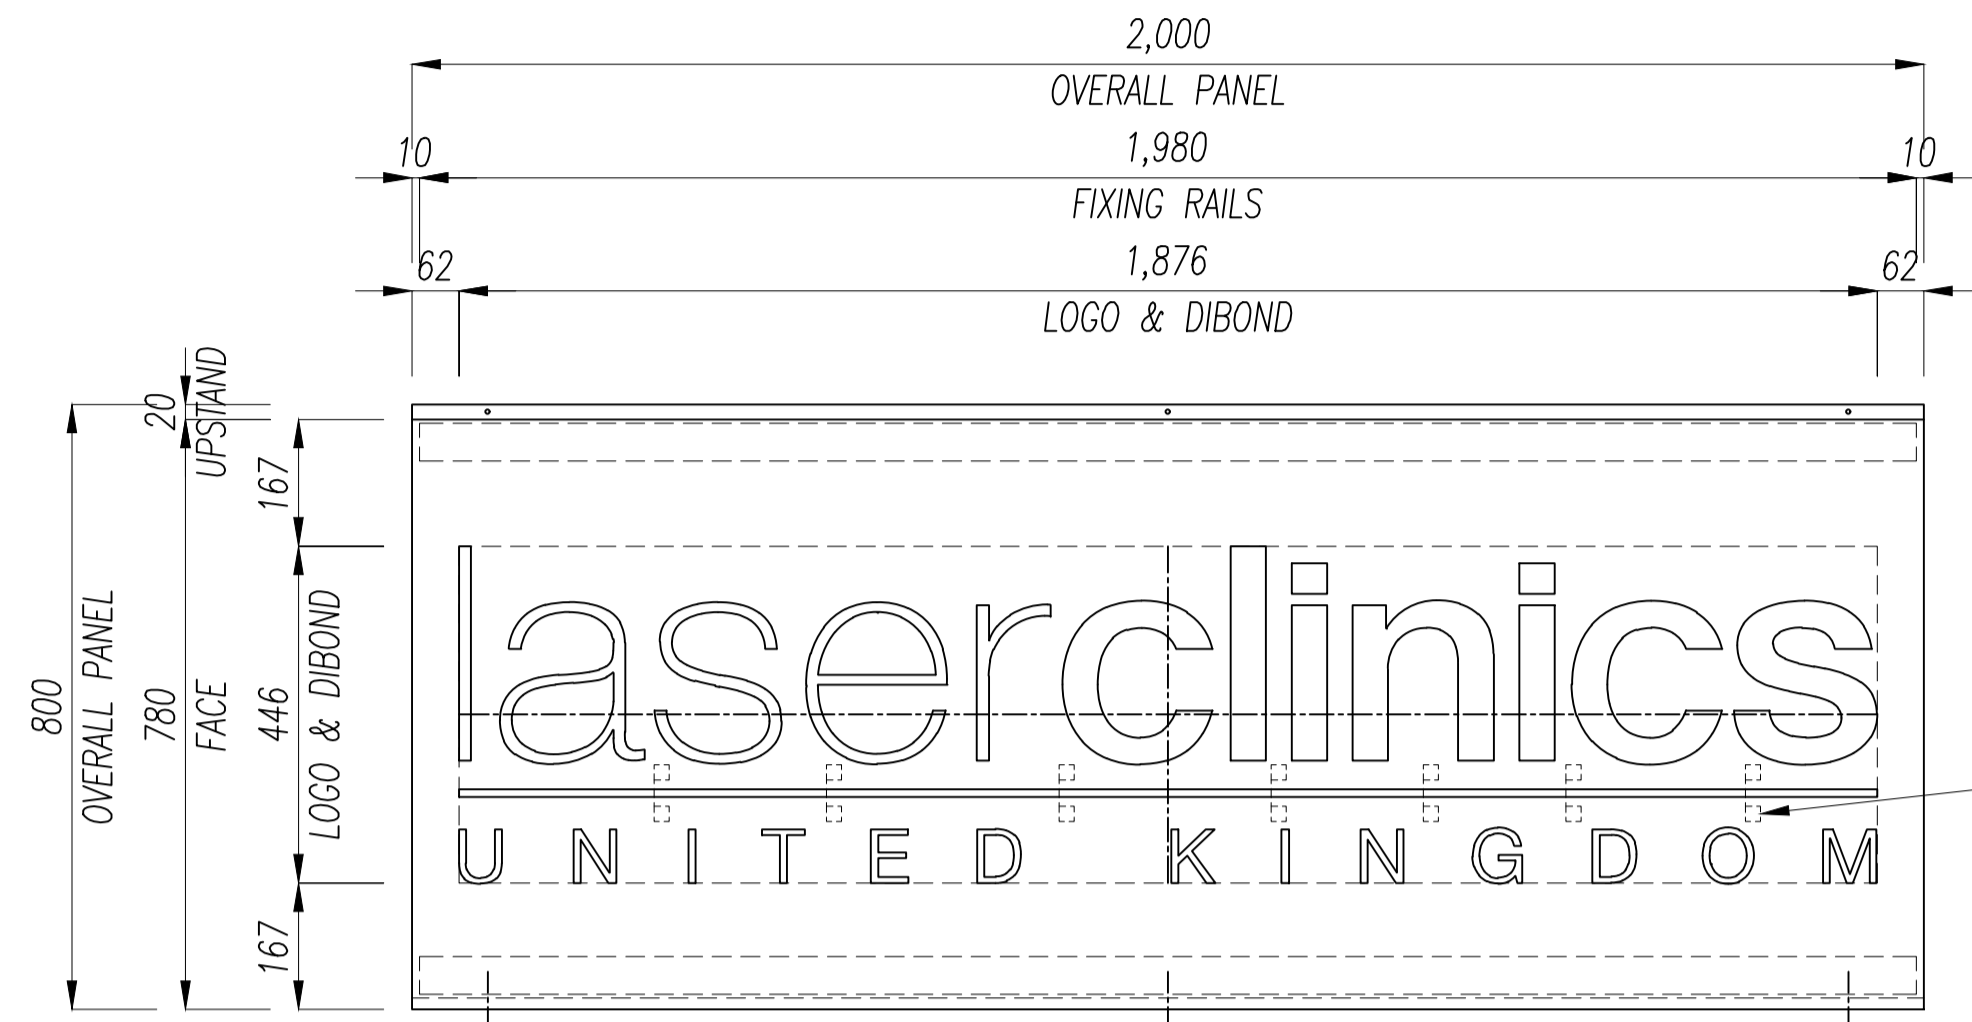 2,000
OVERALL PANEL
10 1,980 10
FIXING RAILS
62 1,876 62
LOGO & DIBOND
800
OVERALL PANEL
20
UPSTAND
780
FACE
167
446
LOGO & DIBOND
167
laserclinics
UNITED KINGDOM